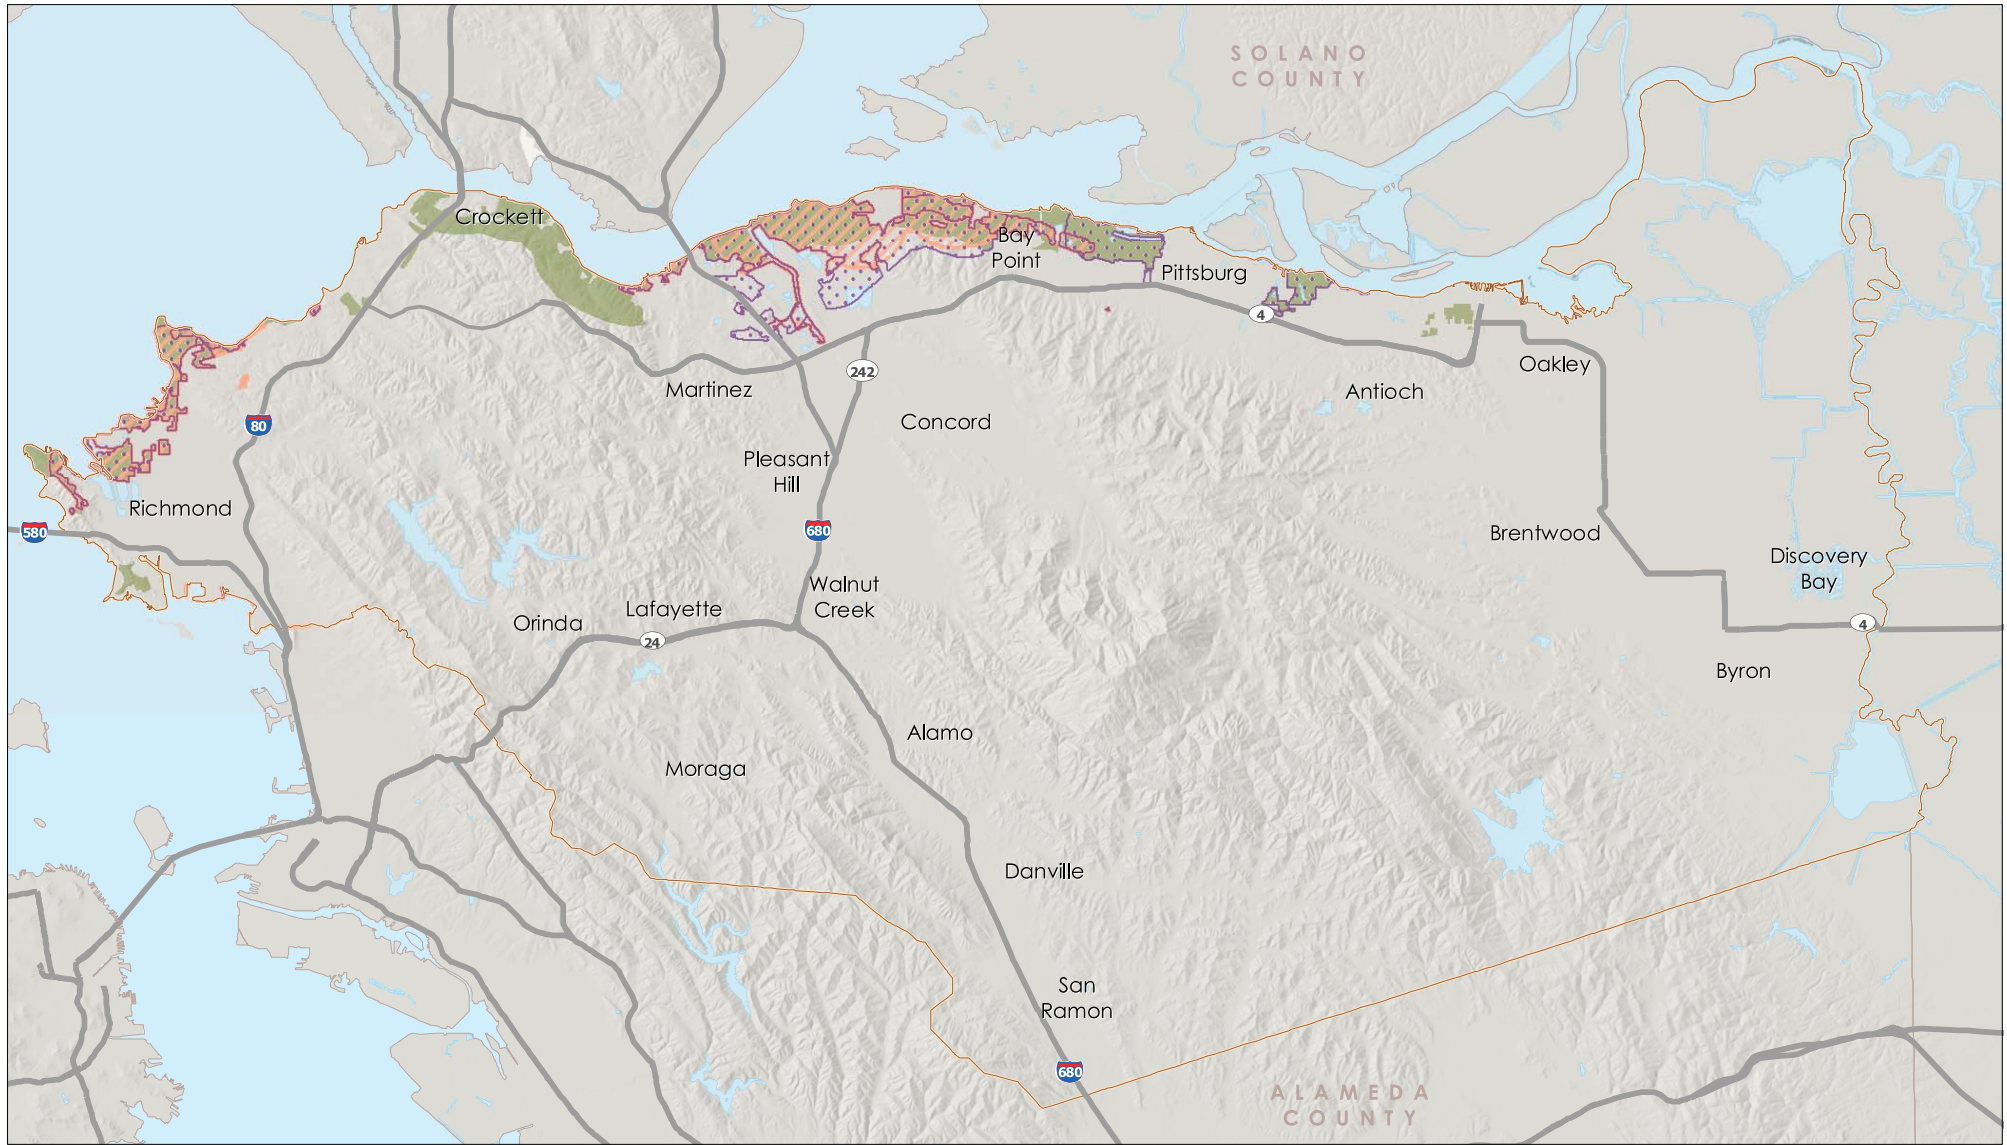 SOLANO
COUNTY
Crockett
Bay
Point
Pittsburg
4
Oakley
242
Martinez
Antioch
80
Concord
Pleasant
Hill
Richmond
580
680
Brentwood
Discovery
Bay
Walnut
Creek
Lafayette
Orinda
24
4
Byron
Alamo
Moraga
Danville
San
Ramon
680
ALAMEDA
COUNTY